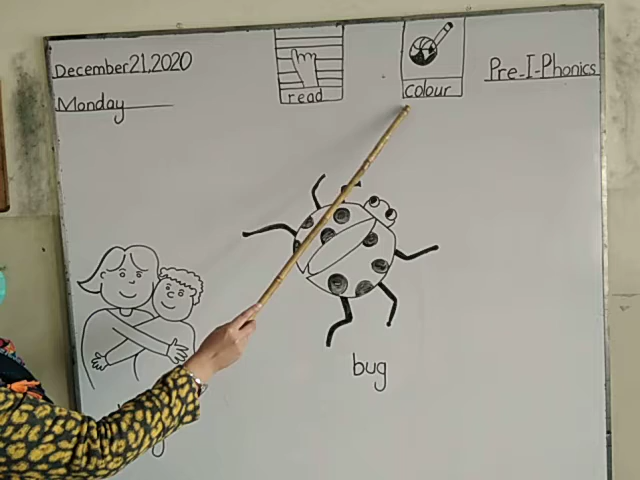 December 21, 2020
Monday
read
colour
Pre-I-Phonics
bug